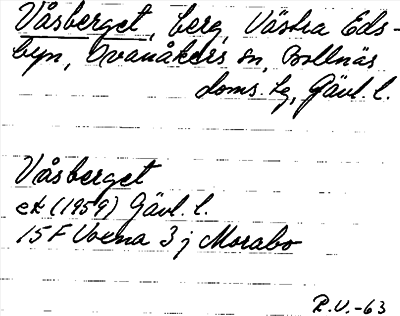 Våsberget, berg, Västra Eds-
byn, Ovanåkers sn, Bollnäs
doms. lg, Gävl. l.
Våsberget
ek (1959) Gävl. l.
15 F Voxna 3 j Morabo
R.V.-63